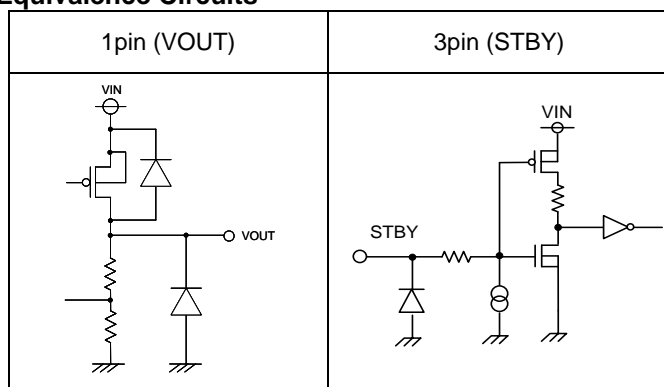 Equivalence Circuits
1pin (VOUT)
3pin (STBY)
VIN
VOUT
VIN
STBY